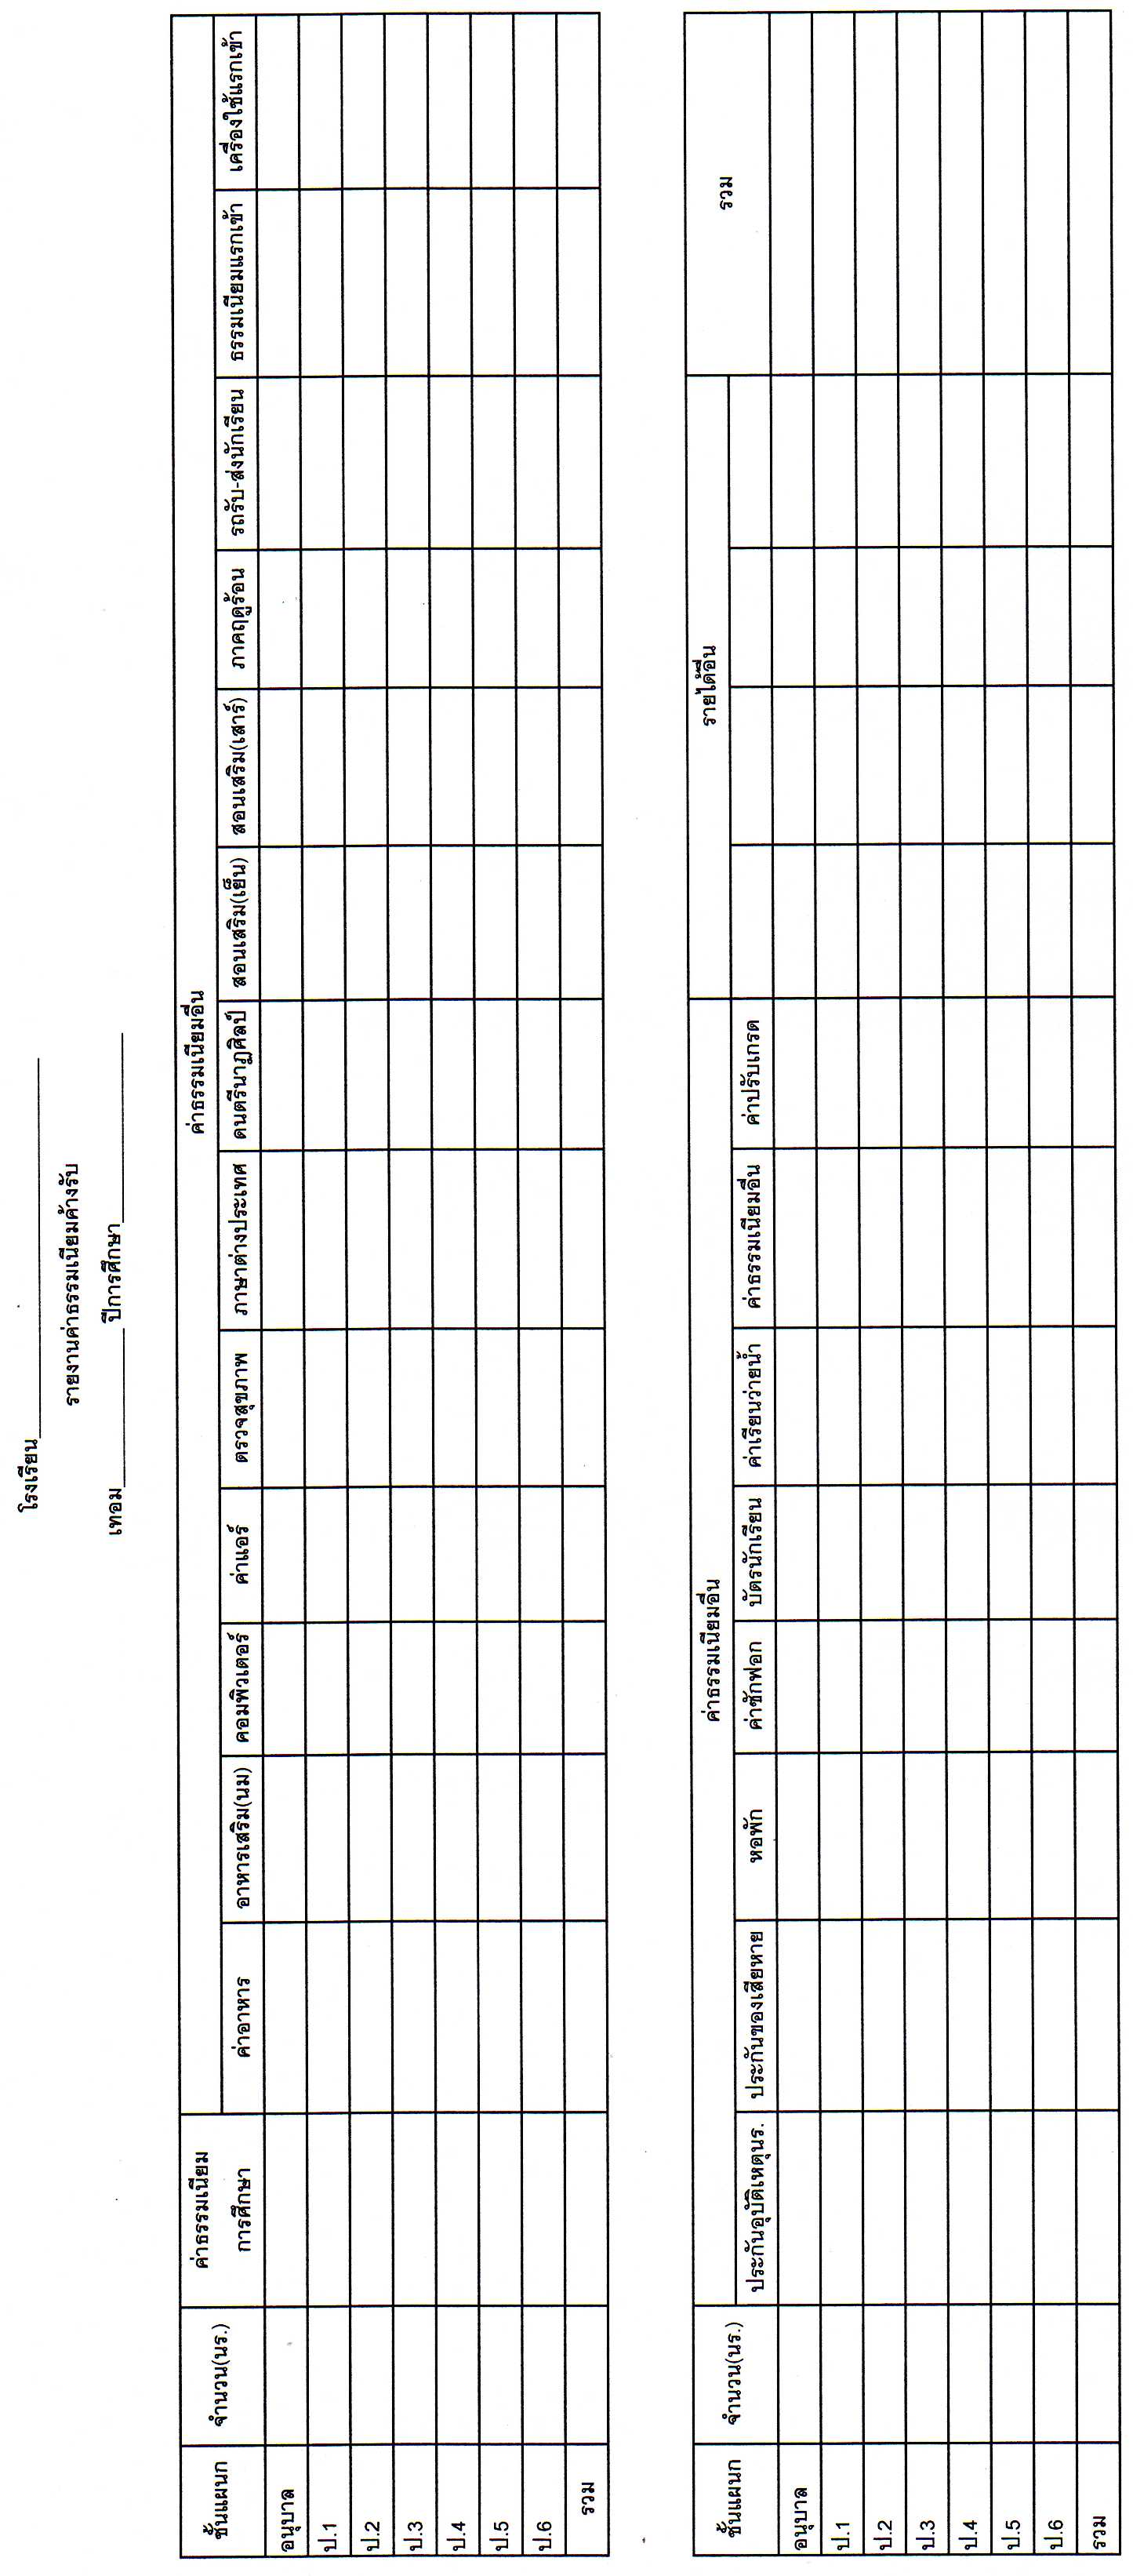 โรงเรียน
รายงานค่าธรรมเนียมค้างรับ
เทอม ปีการศึกษา
ชั้นแผนก จำนวน(นร.) ค่าธรรมเนียม การศึกษา ค่าธรรมเนียมอื่น
ค่าอาหาร อาหารเสริม(นม) คอมพิวเตอร์ ค่าแอร์ ตรวจสุขภาพ ภาษาต่างประเทศ ดนตรีนาฏศิลป์ สอนเสริม(เย็น) สอนเสริม(เสาร์) ภาคฤดูร้อน รถรับ-ส่งนักเรียน ธรรมเนียมแรกเข้า เครื่องใช้แรกเข้า
อนุบาล
ป.1
ป.2
ป.3
ป.4
ป.5
ป.6
รวม
ชั้นแผนก จำนวน(นร.) ค่าธรรมเนียมอื่น รายได้อื่น รวม
ประกันอุบัติเหตุนร. ประกันของเสียหาย หอพัก ค่าซักฟอก บัตรนักเรียน ค่าเรียนว่ายน้ำ ค่าธรรมเนียมอื่น ค่าปรับเกรด
อนุบาล
ป.1
ป.2
ป.3
ป.4
ป.5
ป.6
รวม